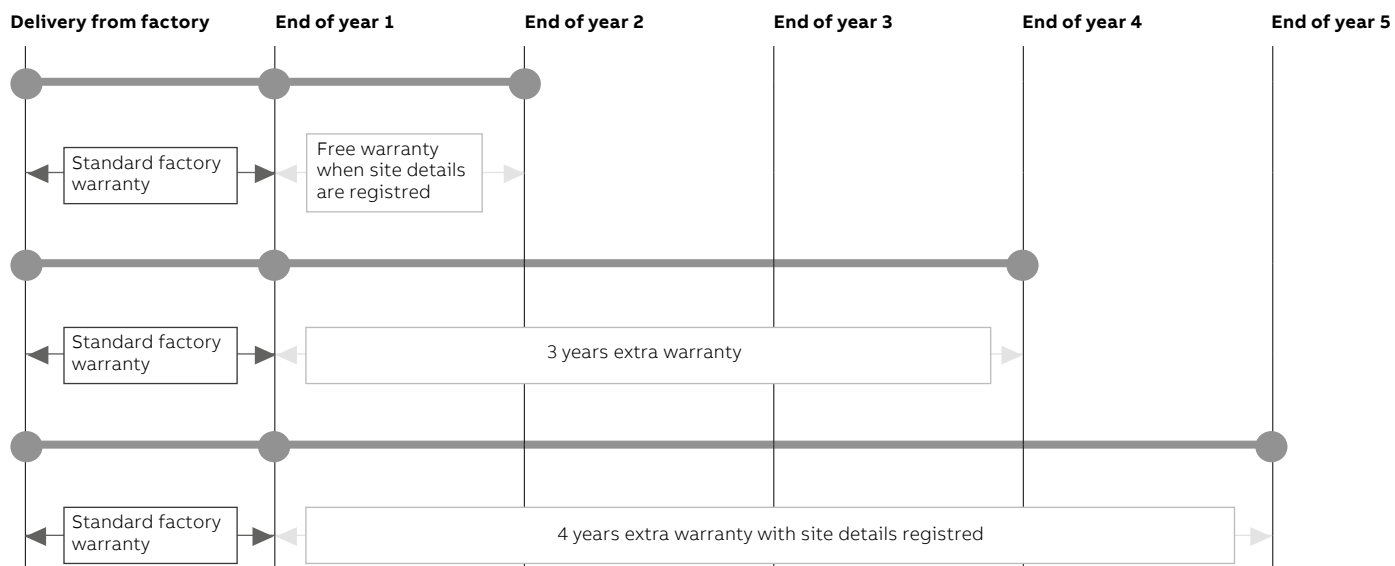 Delivery from factory
End of year 1
End of year 2
End of year 3
End of year 4
End of year 5
Standard factory
warranty
Free warranty
when site details
are registred
Standard factory
warranty
3 years extra warranty
Standard factory
warranty
4 years extra warranty with site details registred